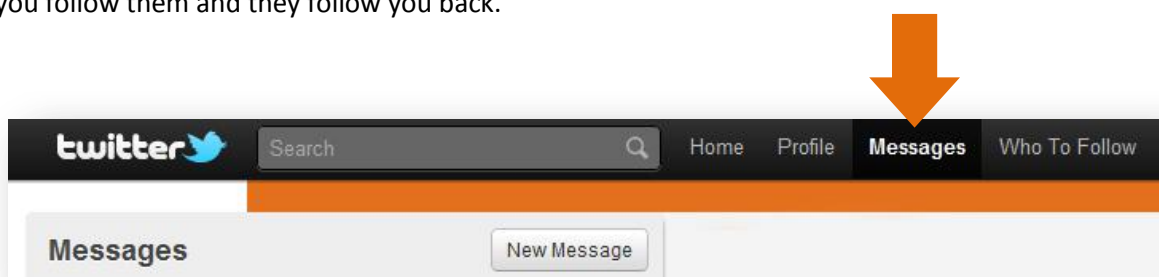 you follow them and they follow you back.
twitter Search Home Profile Messages Who To Follow
Messages New Message